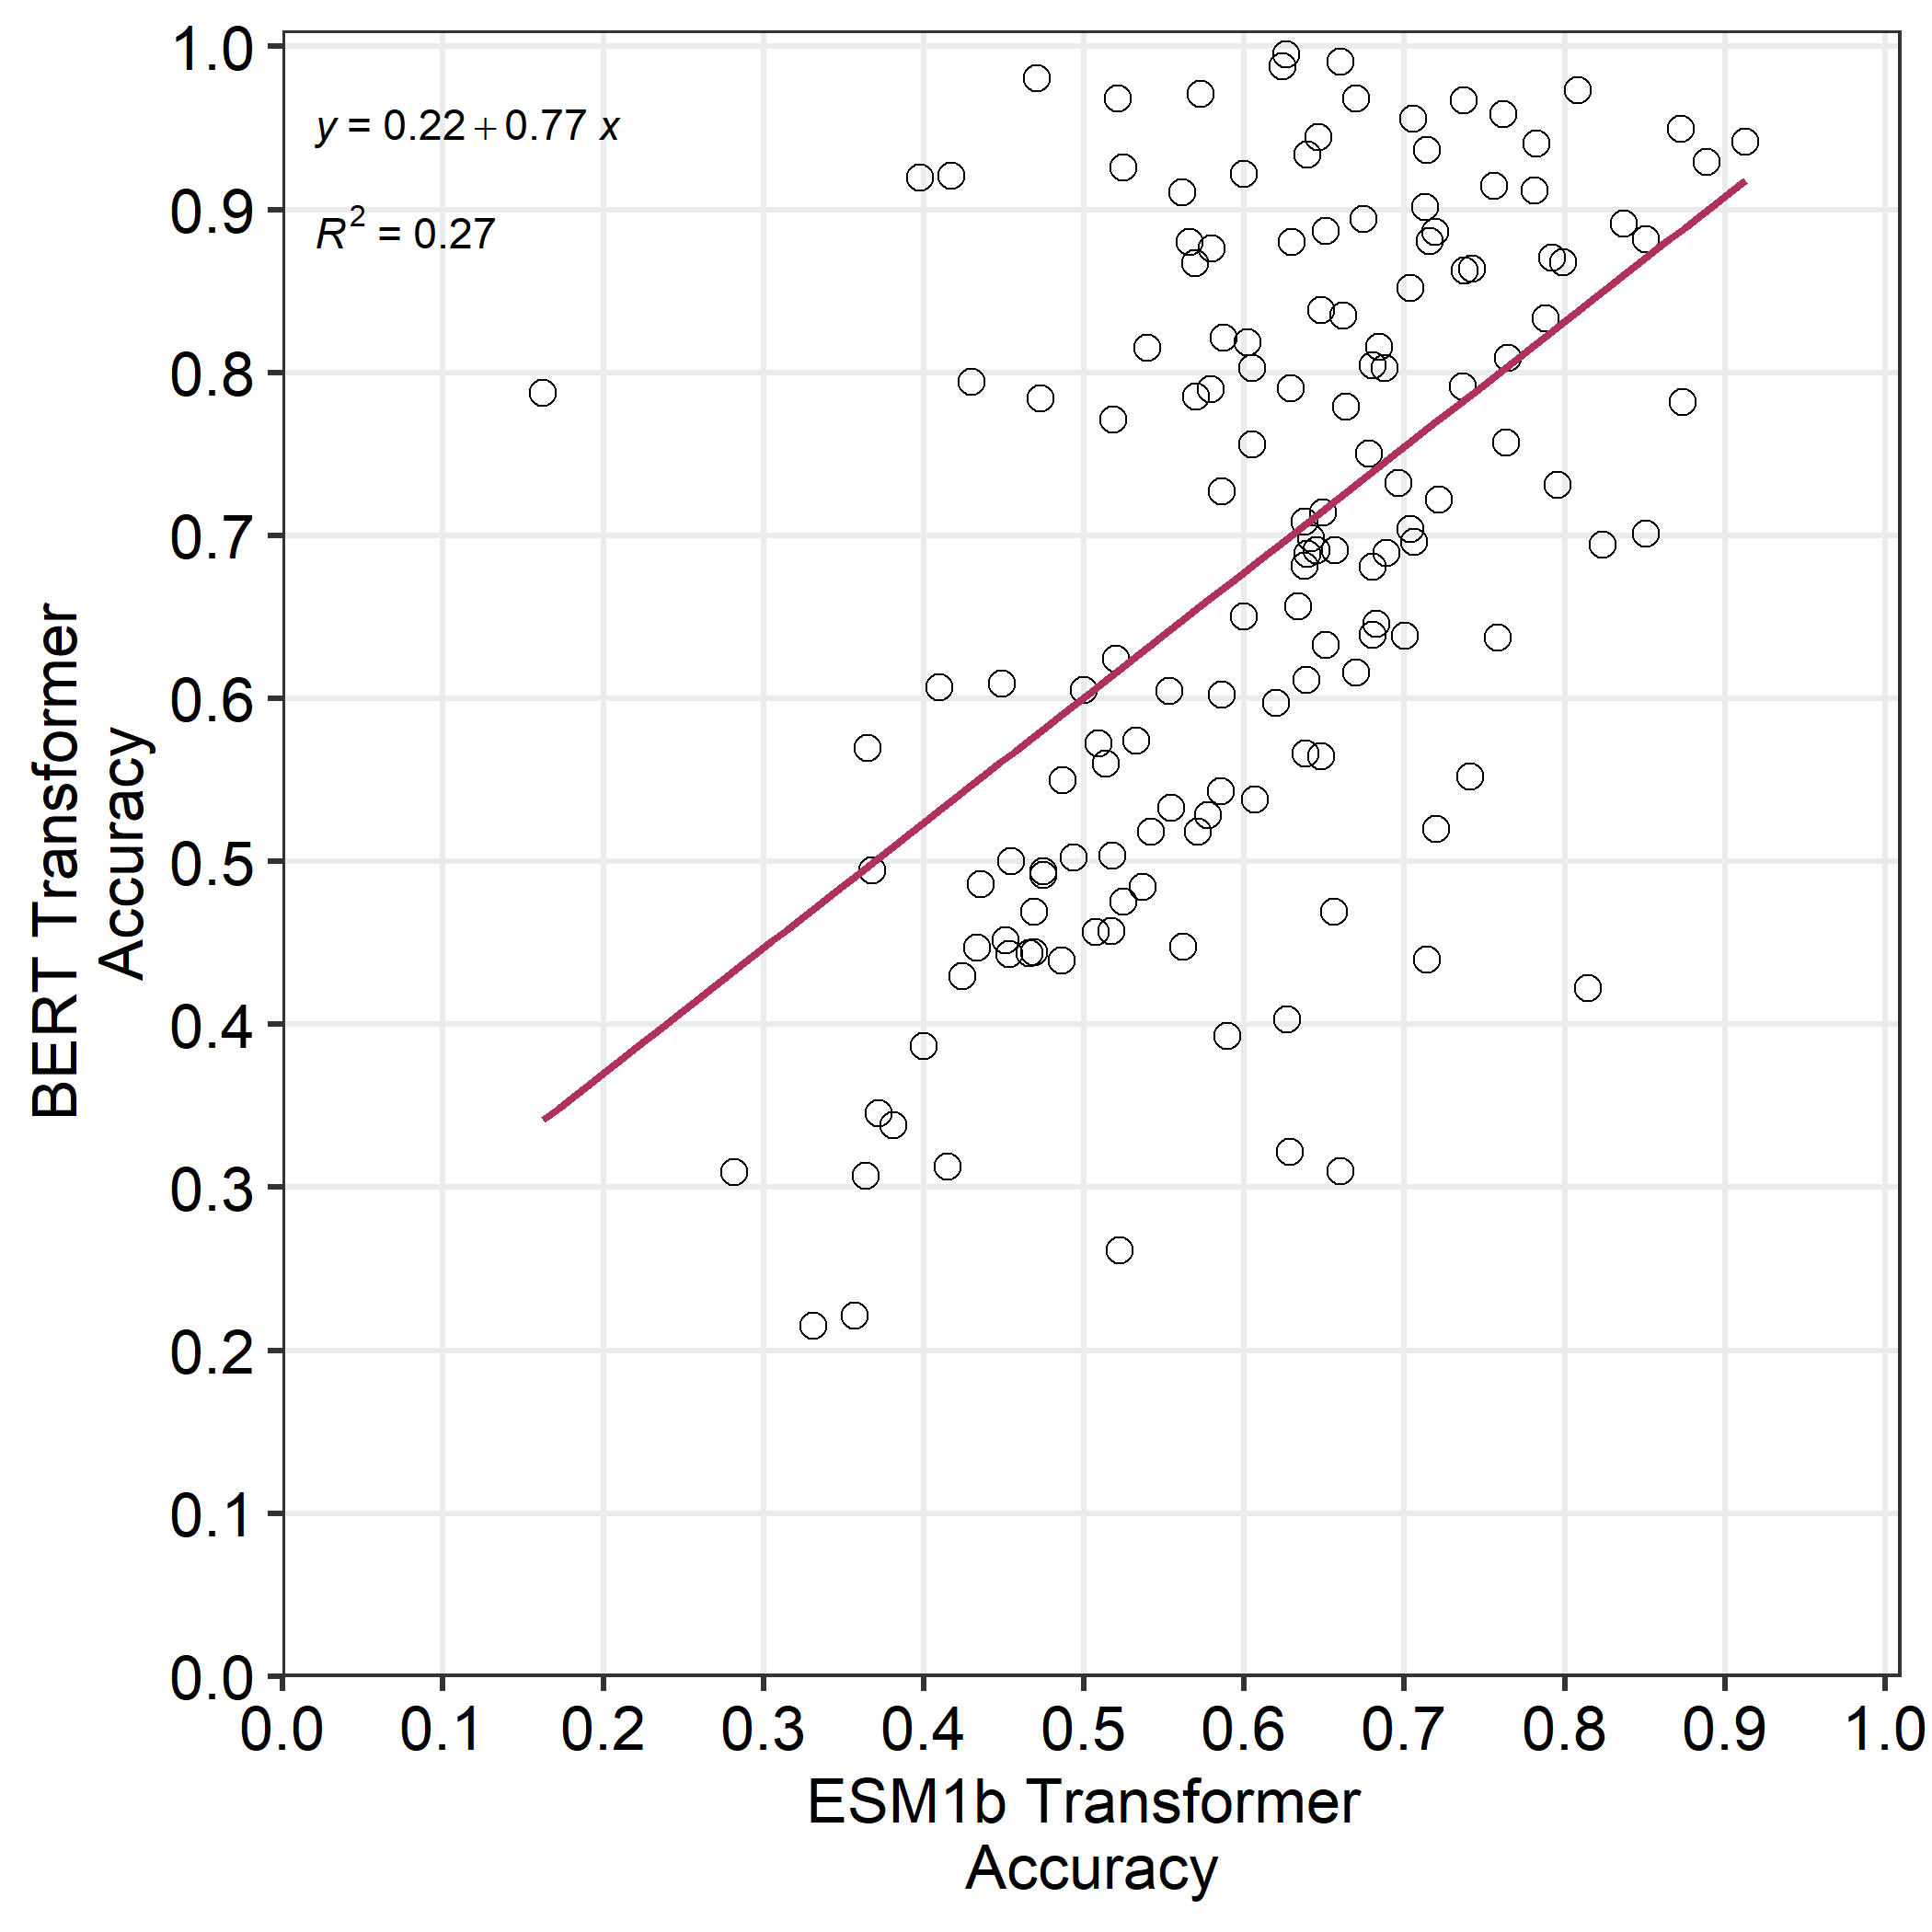 y = 0.22 + 0.77 x
R² = 0.27
BERT Transformer
Accuracy
1.0
0.9
0.8
0.7
0.6
0.5
0.4
0.3
0.2
0.1
0.0
0.0 0.1 0.2 0.3 0.4 0.5 0.6 0.7 0.8 0.9 1.0
ESM1b Transformer
Accuracy